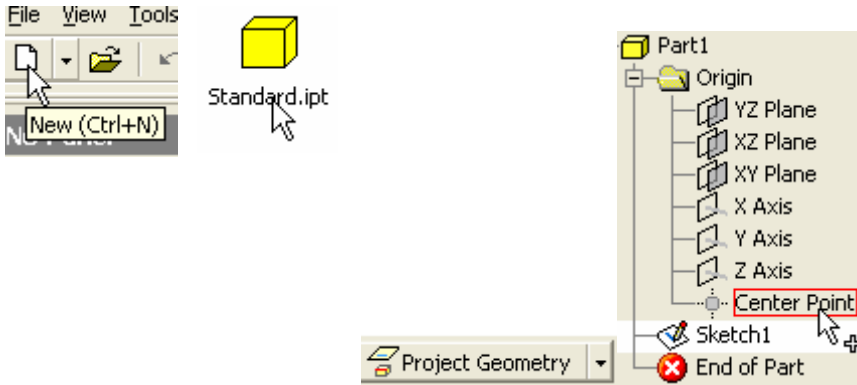 File View Tools
New (Ctrl+N)
Standard.ipt
Part1
Origin
YZ Plane
XZ Plane
XY Plane
X Axis
Y Axis
Z Axis
Center Point
Sketch1
End of Part
Project Geometry